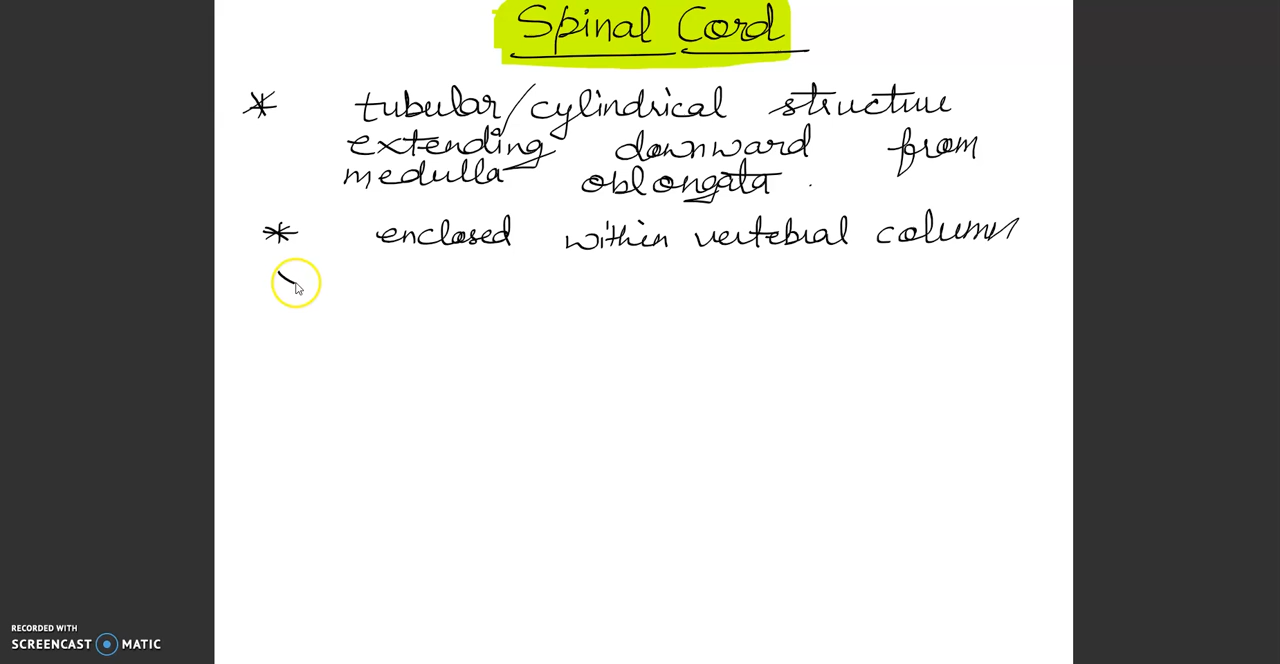 Spinal Cord
* tubular/cylindrical structure
extending downward from
medulla oblongata.
* enclosed within vertebral column
RECORDED WITH
SCREENCAST MATIC